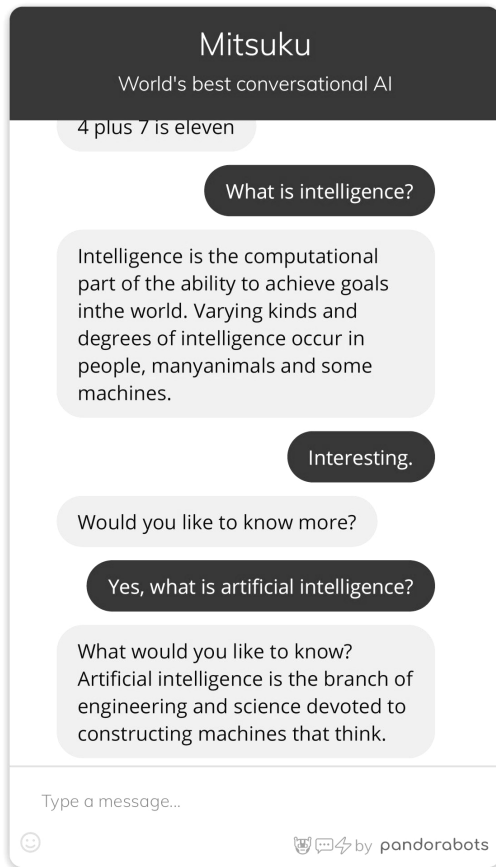 Mitsuku
World's best conversational AI
4 plus 7 is eleven
What is intelligence?
Intelligence is the computational
part of the ability to achieve goals
inthe world. Varying kinds and
degrees of intelligence occur in
people, manyanimals and some
machines.
Interesting.
Would you like to know more?
Yes, what is artificial intelligence?
What would you like to know?
Artificial intelligence is the branch of
engineering and science devoted to
constructing machines that think.
Type a message...
by pandorabots